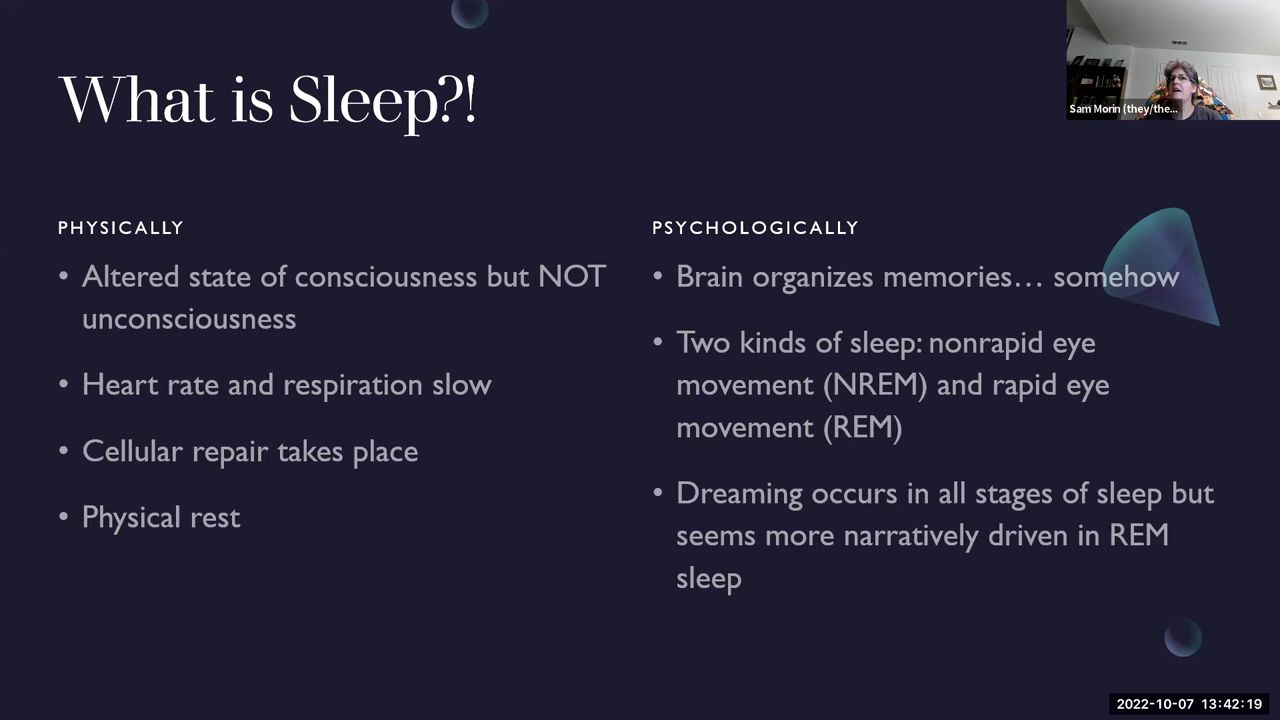 What is Sleep?!
Sam Morin (they/the...
PHYSICALLY
• Altered state of consciousness but NOT
unconsciousness
• Heart rate and respiration slow
• Cellular repair takes place
• Physical rest
PSYCHOLOGICALLY
• Brain organizes memories… somehow
• Two kinds of sleep: nonrapid eye
movement (NREM) and rapid eye
movement (REM)
• Dreaming occurs in all stages of sleep but
seems more narratively driven in REM
sleep
2022-10-07 13:42:19